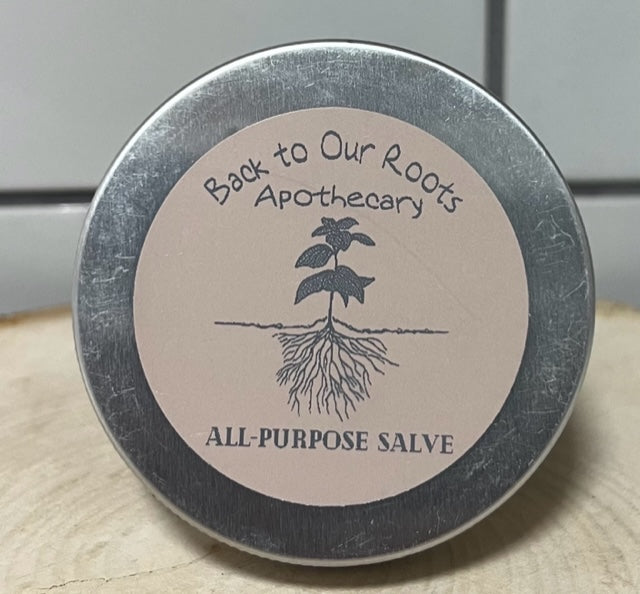 Back to Our Roots
Apothecary
ALL-PURPOSE SALVE